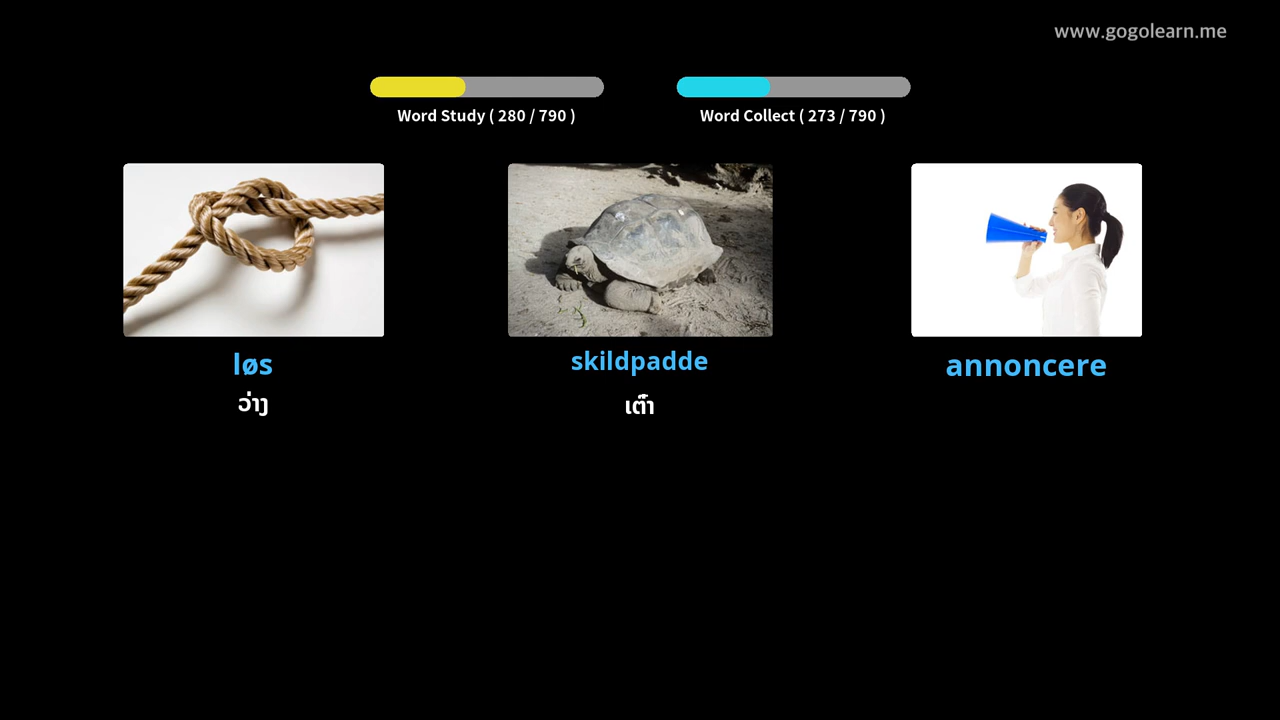 www.gogolearn.me
Word Study ( 280 / 790 )
Word Collect ( 273 / 790 )
løs
skildpadde
annoncere
ວ່າງ
ເຕົ່າ